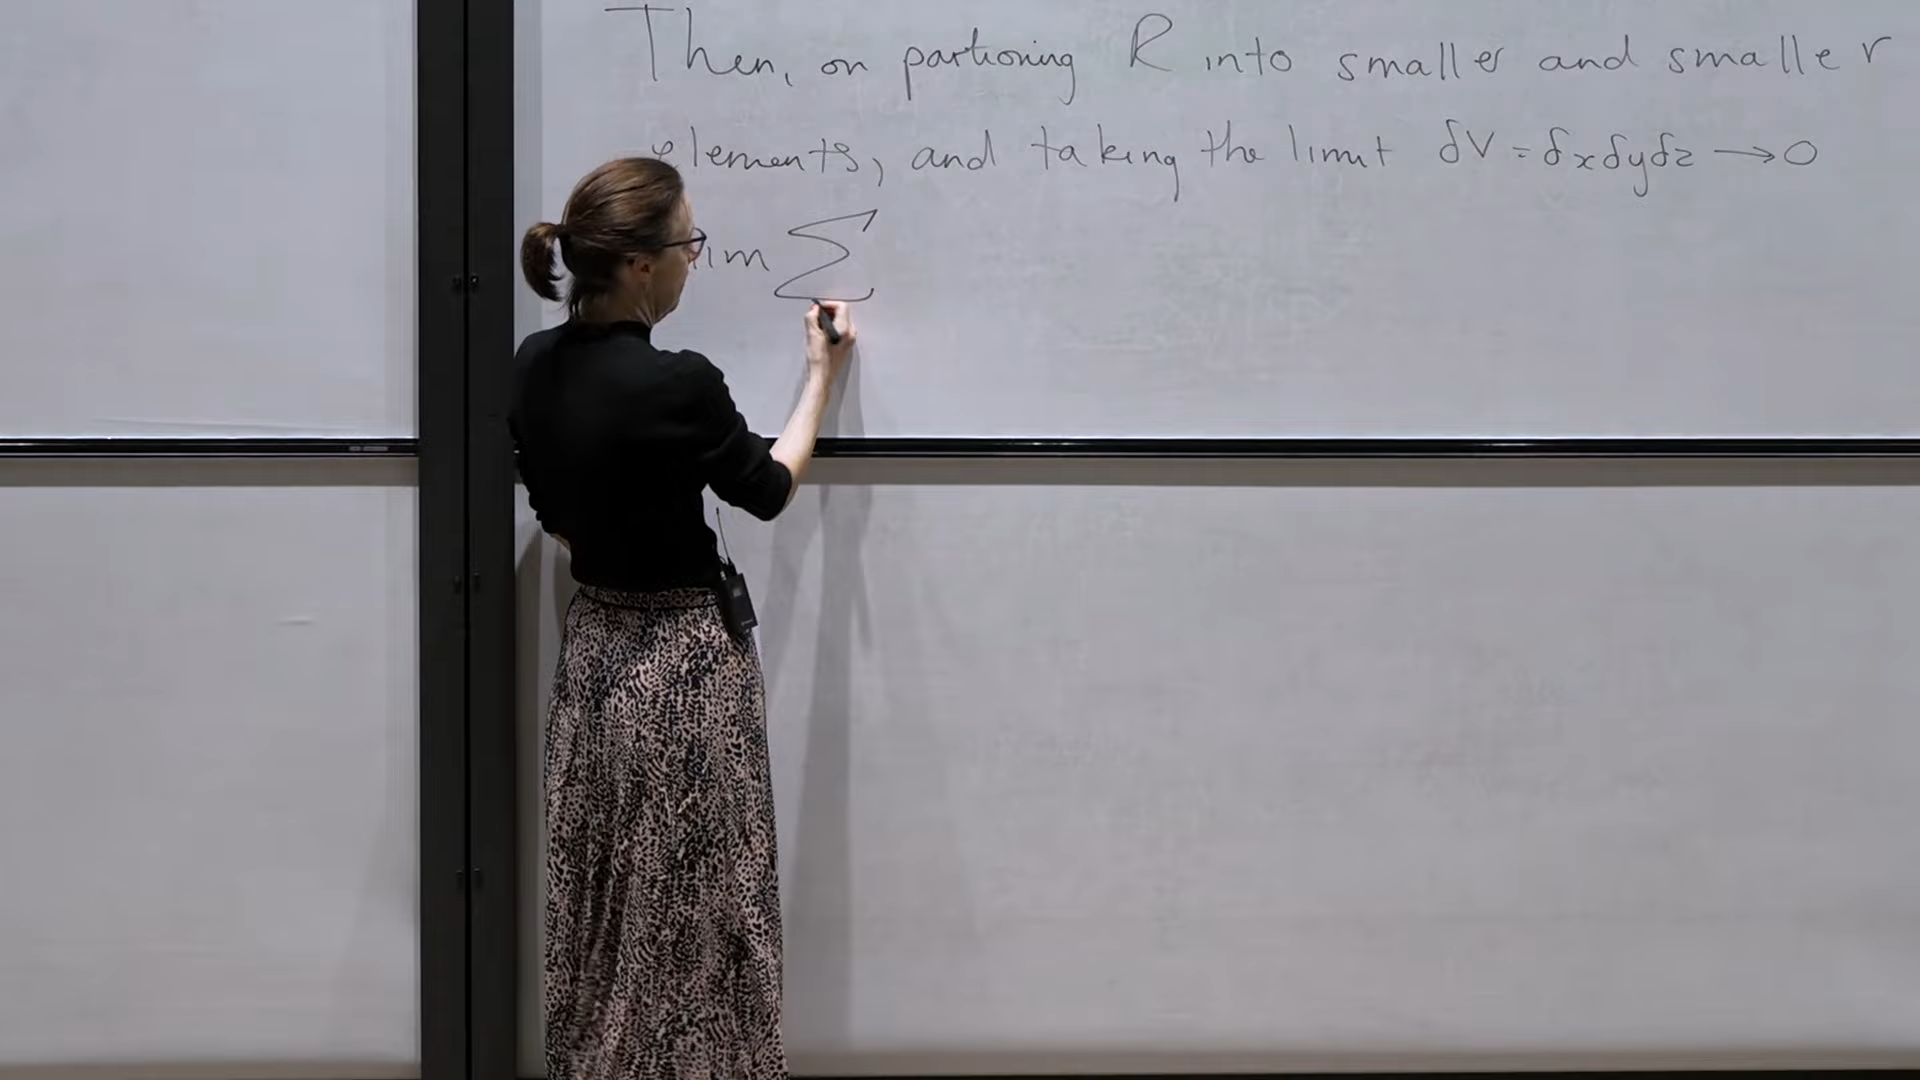 Then, on partioning R into smaller and smaller
elements, and taking the limit δV = δxδyδz → 0
lim Σ